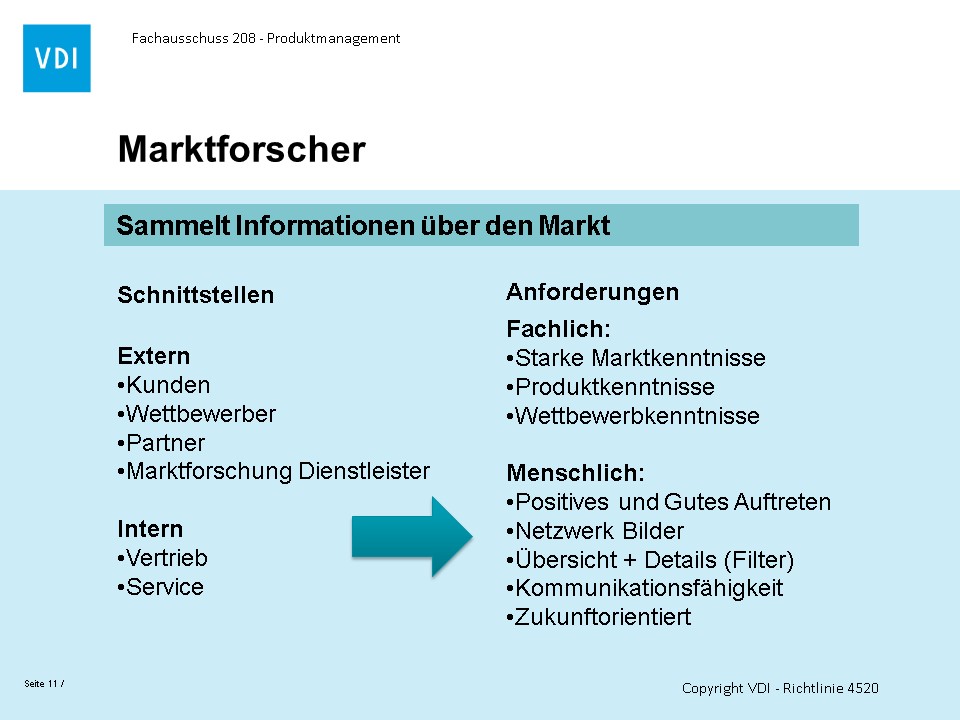 VDI
Fachausschuss 208 - Produktmanagement
Marktforscher
Sammelt Informationen über den Markt
Schnittstellen
Extern
•Kunden
•Wettbewerber
•Partner
•Marktforschung Dienstleister
Intern
•Vertrieb
•Service
Anforderungen
Fachlich:
•Starke Marktkenntnisse
•Produktkenntnisse
•Wettbewerbkenntnisse
Menschlich:
•Positives und Gutes Auftreten
•Netzwerk Bilder
•Übersicht + Details (Filter)
•Kommunikationsfähigkeit
•Zukunftorientiert
Seite 11 /
Copyright VDI - Richtlinie 4520